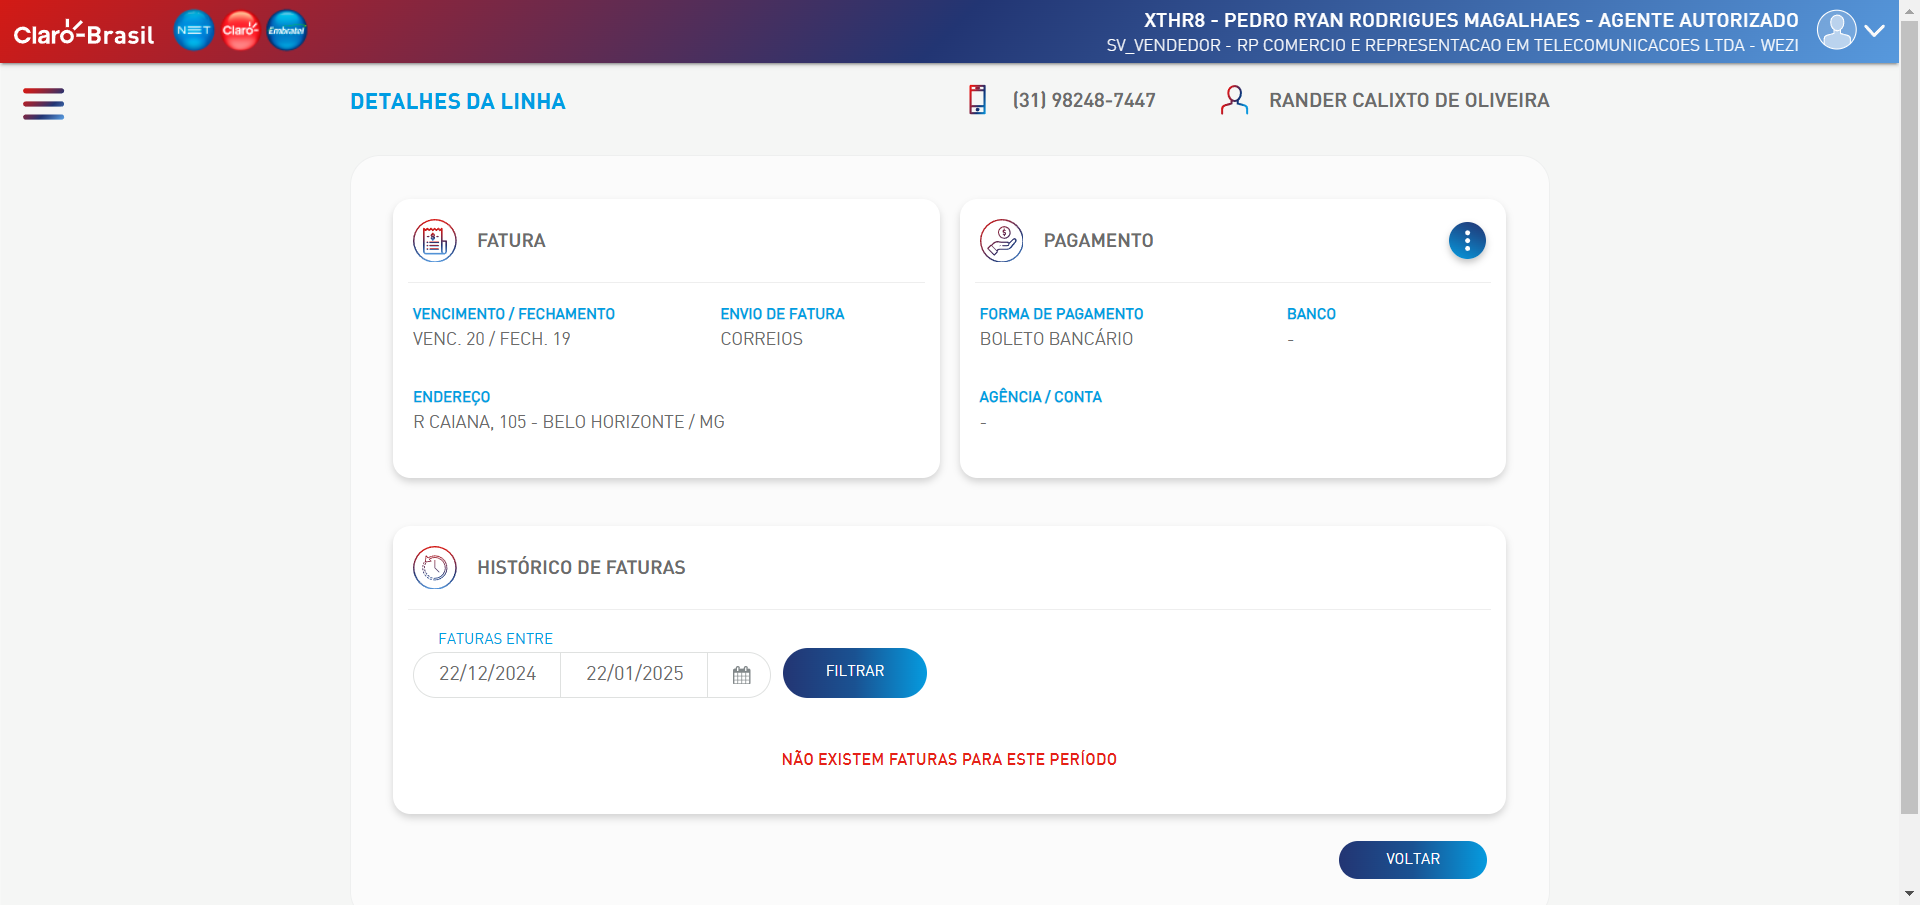 Claro-Brasil
NET
Claro
Embratel
XTHR8 - PEDRO RYAN RODRIGUES MAGALHAES - AGENTE AUTORIZADO
SV_VENDEDOR - RP COMERCIO E REPRESENTACAO EM TELECOMUNICACOES LTDA - WEZI
DETALHES DA LINHA
(31) 98248-7447
RANDER CALIXTO DE OLIVEIRA
FATURA
VENCIMENTO / FECHAMENTO
VENC. 20 / FECH. 19
ENVIO DE FATURA
CORREIOS
ENDEREÇO
R CAIANA, 105 - BELO HORIZONTE / MG
PAGAMENTO
FORMA DE PAGAMENTO
BOLETO BANCÁRIO
BANCO
-
AGÊNCIA / CONTA
-
HISTÓRICO DE FATURAS
FATURAS ENTRE
22/12/2024
22/01/2025
FILTRAR
NÃO EXISTEM FATURAS PARA ESTE PERÍODO
VOLTAR